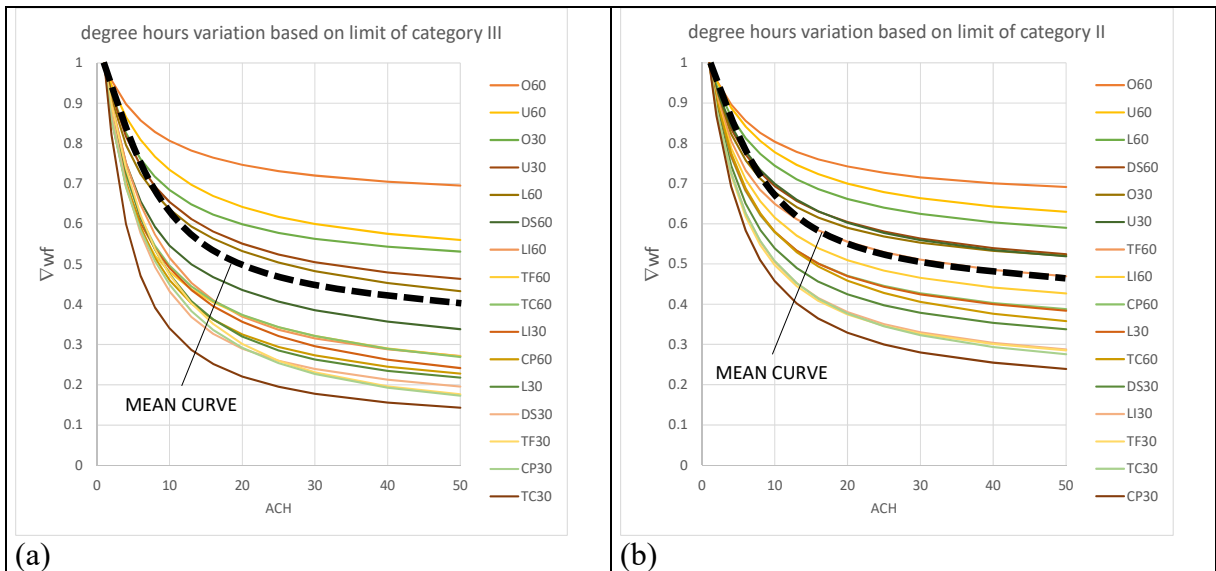 degree hours variation based on limit of category III
1
0.9
0.8
0.7
0.6
0.5
0.4
0.3
0.2
0.1
0
∇wf
0 10 20 30 40 50
ACH
MEAN CURVE
O60
U60
O30
U30
L60
DS60
LI60
TF60
TC60
LI30
CP60
L30
DS30
TF30
CP30
TC30
(a)
degree hours variation based on limit of category II
1
0.9
0.8
0.7
0.6
0.5
0.4
0.3
0.2
0.1
0
∇wf
0 10 20 30 40 50
ACH
MEAN CURVE
O60
U60
L60
DS60
O30
U30
TF60
LI60
CP60
L30
TC60
DS30
LI30
TF30
TC30
CP30
(b)